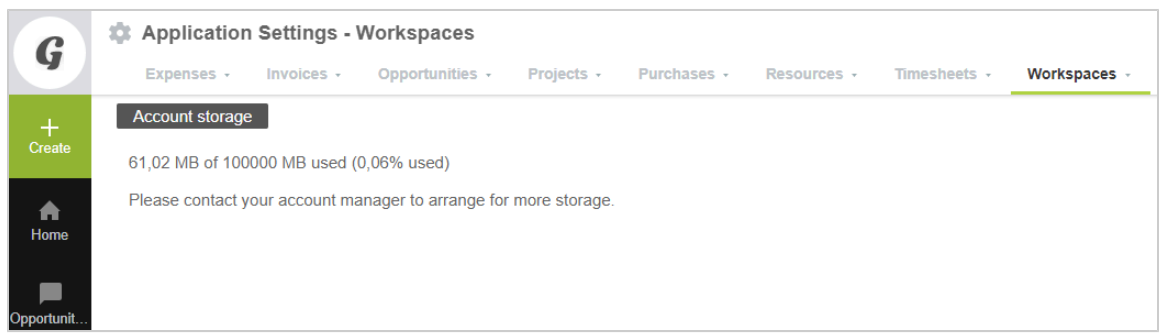 G
Application Settings - Workspaces
Expenses Invoices Opportunities Projects Purchases Resources Timesheets Workspaces
Account storage
Create
61,02 MB of 100000 MB used (0,06% used)
Please contact your account manager to arrange for more storage.
Home
Opportunit...